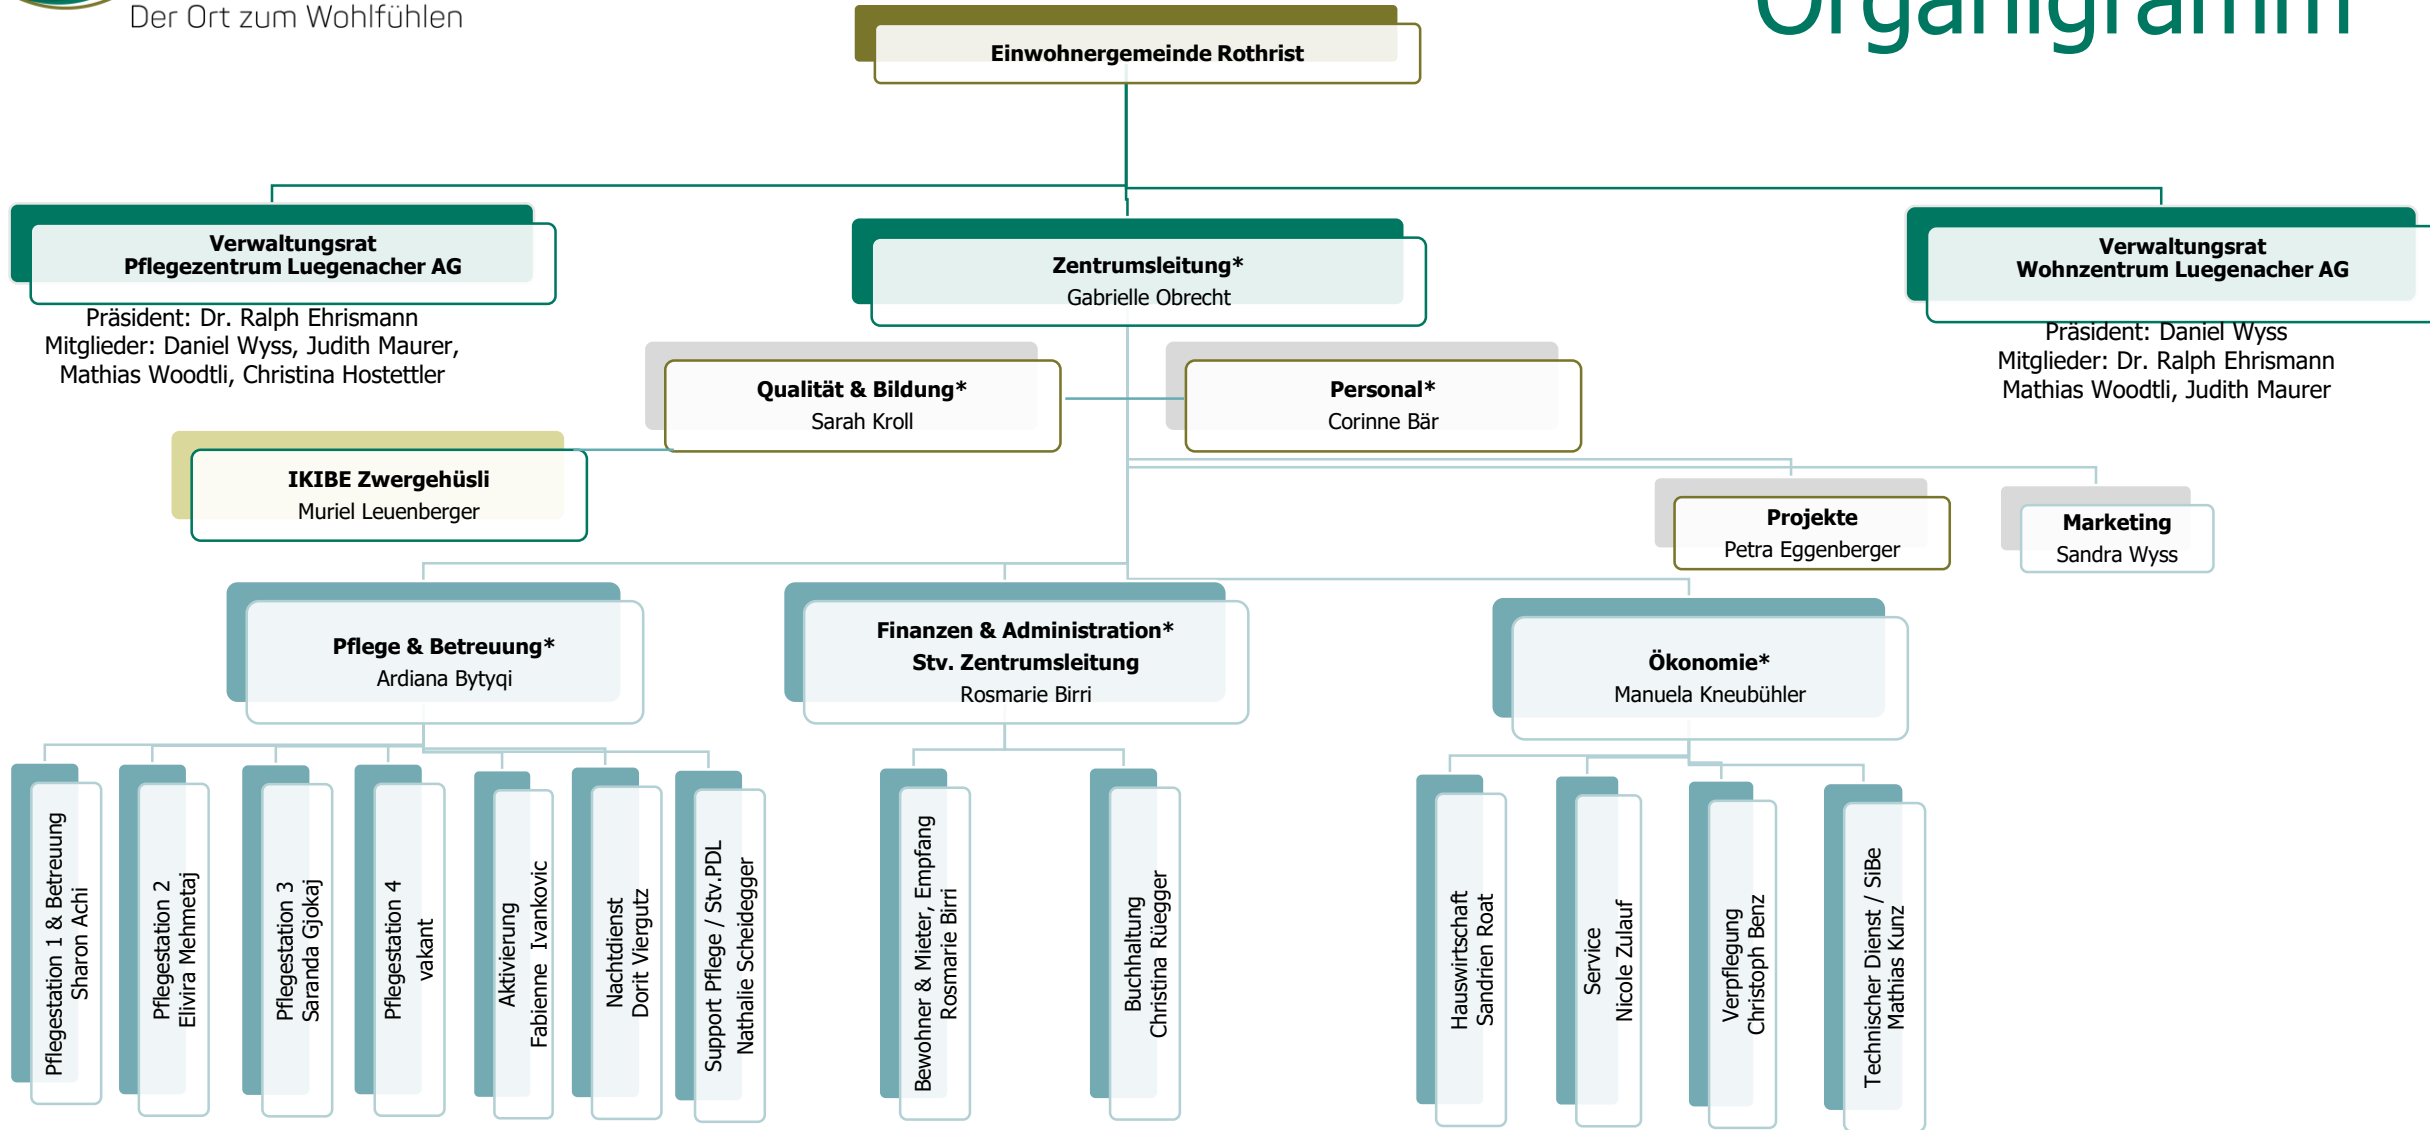 Der Ort zum Wohlfühlen
Organigramm
Einwohnergemeinde Rothrist
Verwaltungsrat
Pflegezentrum Luegenacher AG
Präsident: Dr. Ralph Ehrismann
Mitglieder: Daniel Wyss, Judith Maurer,
Mathias Woodtli, Christina Hostettler
Zentrumsleitung*
Gabrielle Obrecht
Verwaltungsrat
Wohnzentrum Luegenacher AG
Präsident: Daniel Wyss
Mitglieder: Dr. Ralph Ehrismann
Mathias Woodtli, Judith Maurer
Qualität & Bildung*
Sarah Kroll
Personal*
Corinne Bär
IKIBE Zwergehüsli
Muriel Leuenberger
Projekte
Petra Eggenberger
Marketing
Sandra Wyss
Pflege & Betreuung*
Ardiana Bytyqi
Finanzen & Administration*
Stv. Zentrumsleitung
Rosmarie Birri
Ökonomie*
Manuela Kneubühler
Pflegestation 1 & Betreuung
Sharon Achi
Pflegestation 2
Elivira Mehmetaj
Pflegestation 3
Saranda Gjokaj
Pflegestation 4
vakant
Aktivierung
Fabienne  Ivankovic
Nachtdienst
Dorit Viergutz
Support Pflege / Stv.PDL
Nathalie Scheidegger
Bewohner & Mieter, Empfang
Rosmarie Birri
Buchhaltung
Christina Rüegger
Hauswirtschaft
Sandrien Roat
Service
Nicole Zulauf
Verpflegung
Christoph Benz
Technischer Dienst / SiBe
Mathias Kunz